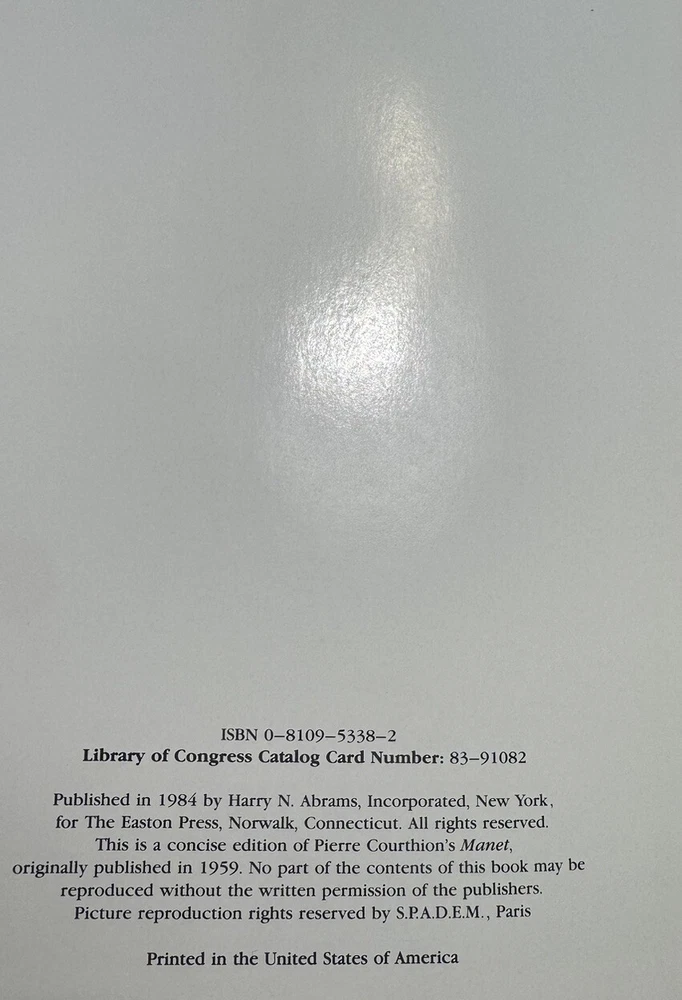 ISBN 0–8109–5338–2
Library of Congress Catalog Card Number: 83–91082
Published in 1984 by Harry N. Abrams, Incorporated, New York,
for The Easton Press, Norwalk, Connecticut. All rights reserved.
This is a concise edition of Pierre Courthion's Manet,
originally published in 1959. No part of the contents of this book may be
reproduced without the written permission of the publishers.
Picture reproduction rights reserved by S.P.A.D.E.M., Paris
Printed in the United States of America